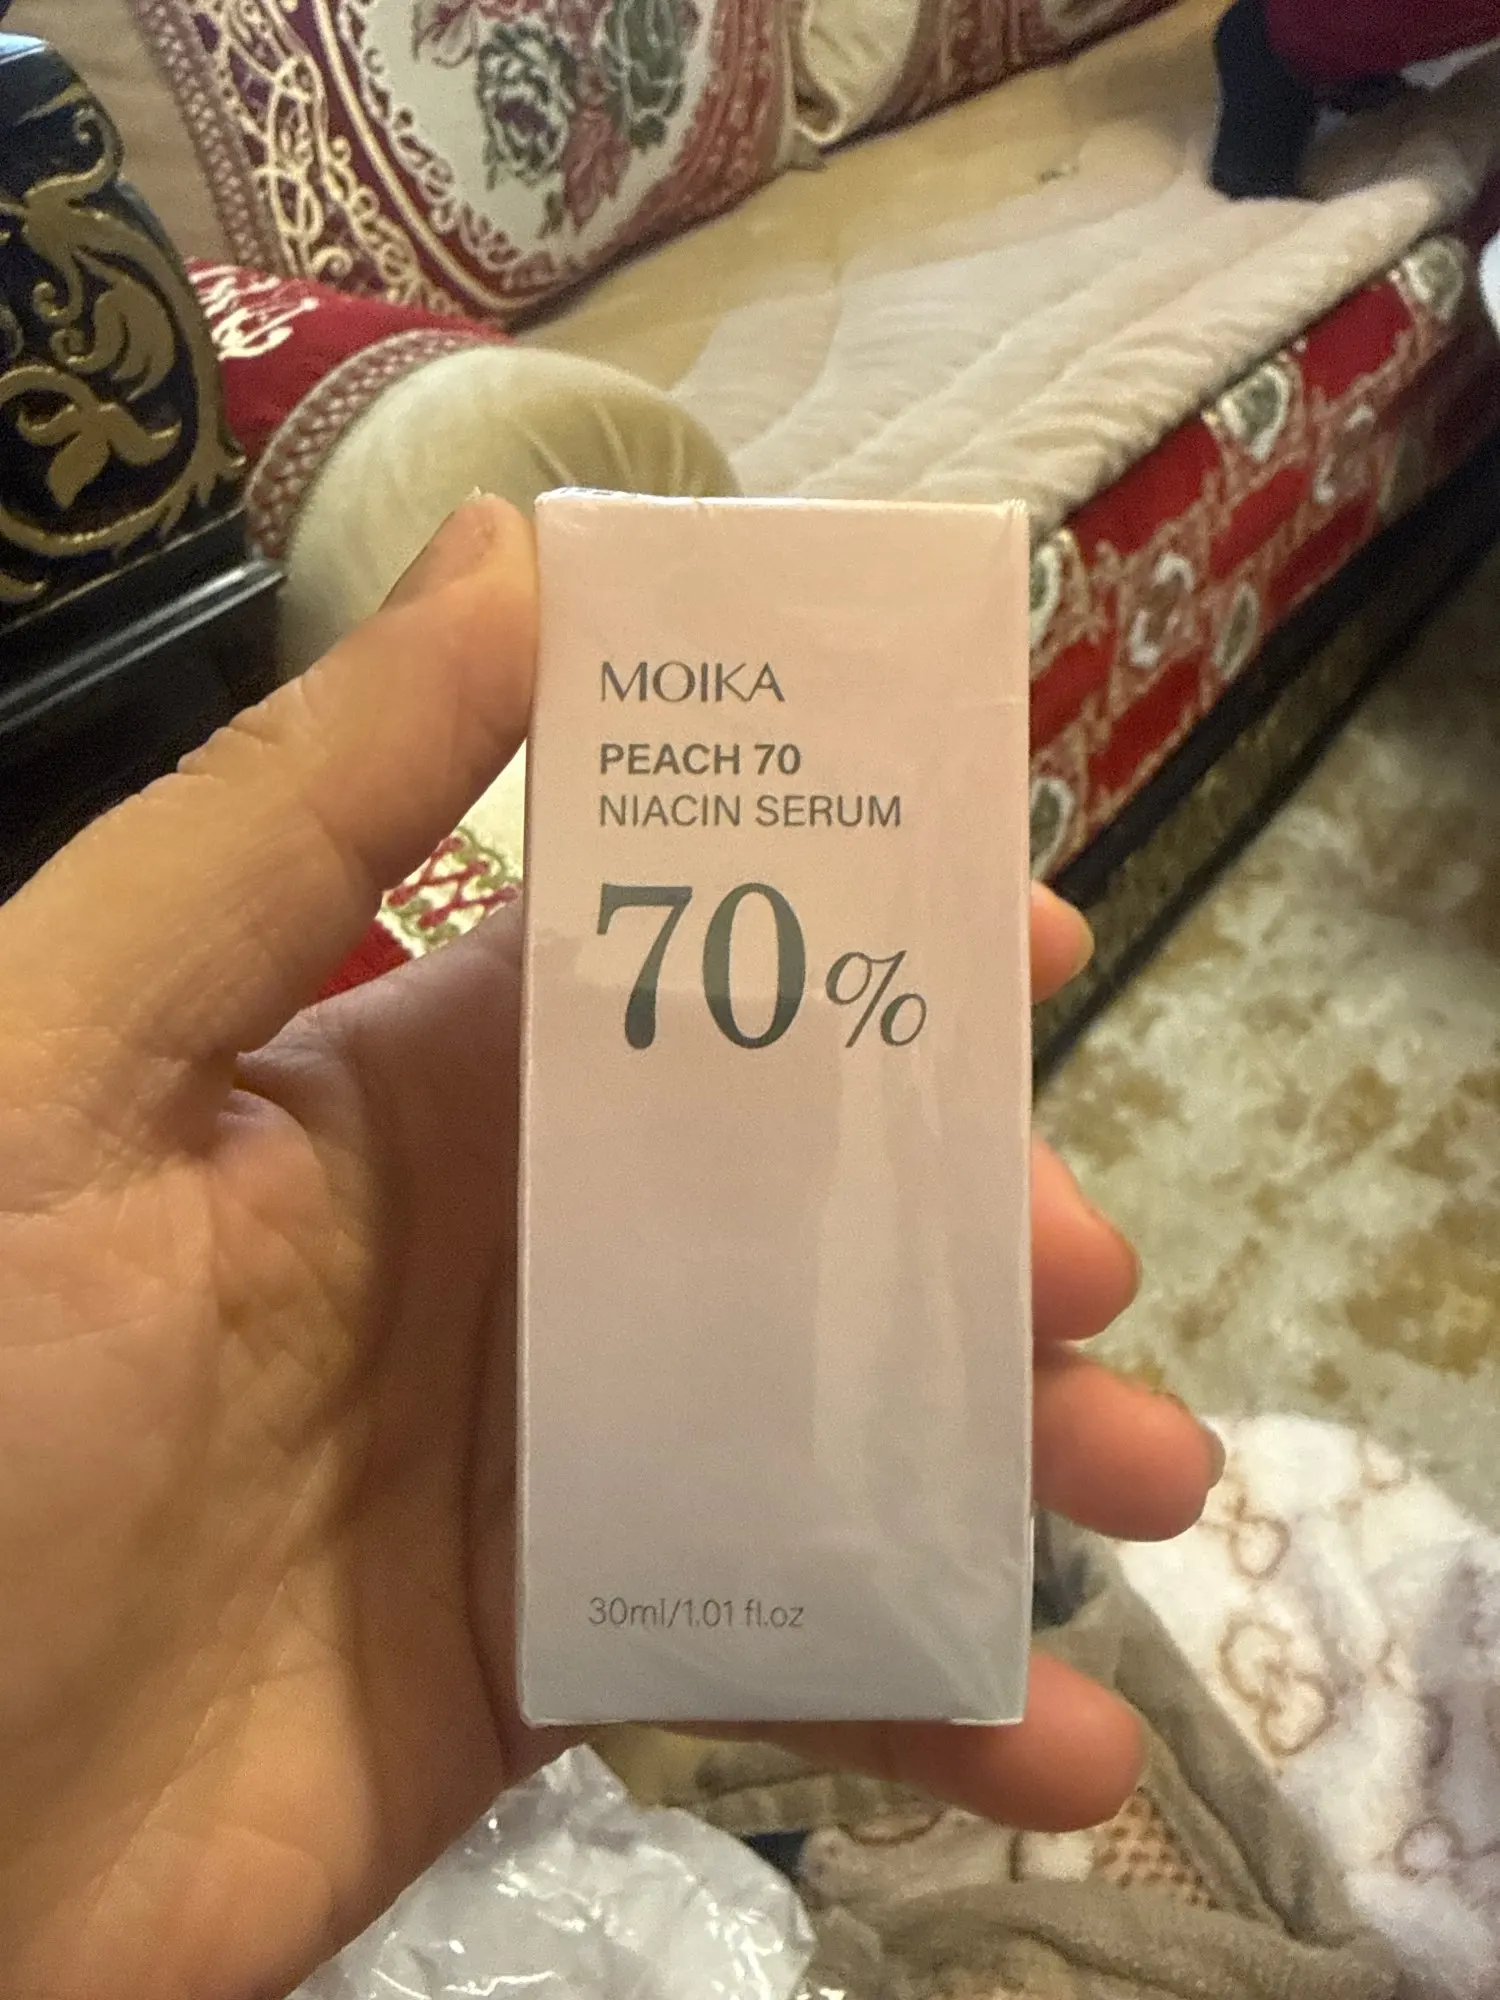 MOIKA
PEACH 70
NIACIN SERUM
70%
30ml/1.01 fl.oz